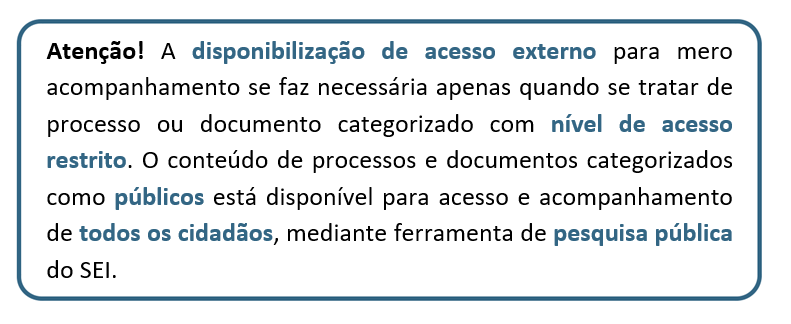 Atenção! A disponibilização de acesso externo para mero
acompanhamento se faz necessária apenas quando se tratar de
processo ou documento categorizado com nível de acesso
restrito. O conteúdo de processos e documentos categorizados
como públicos está disponível para acesso e acompanhamento
de todos os cidadãos, mediante ferramenta de pesquisa pública
do SEI.